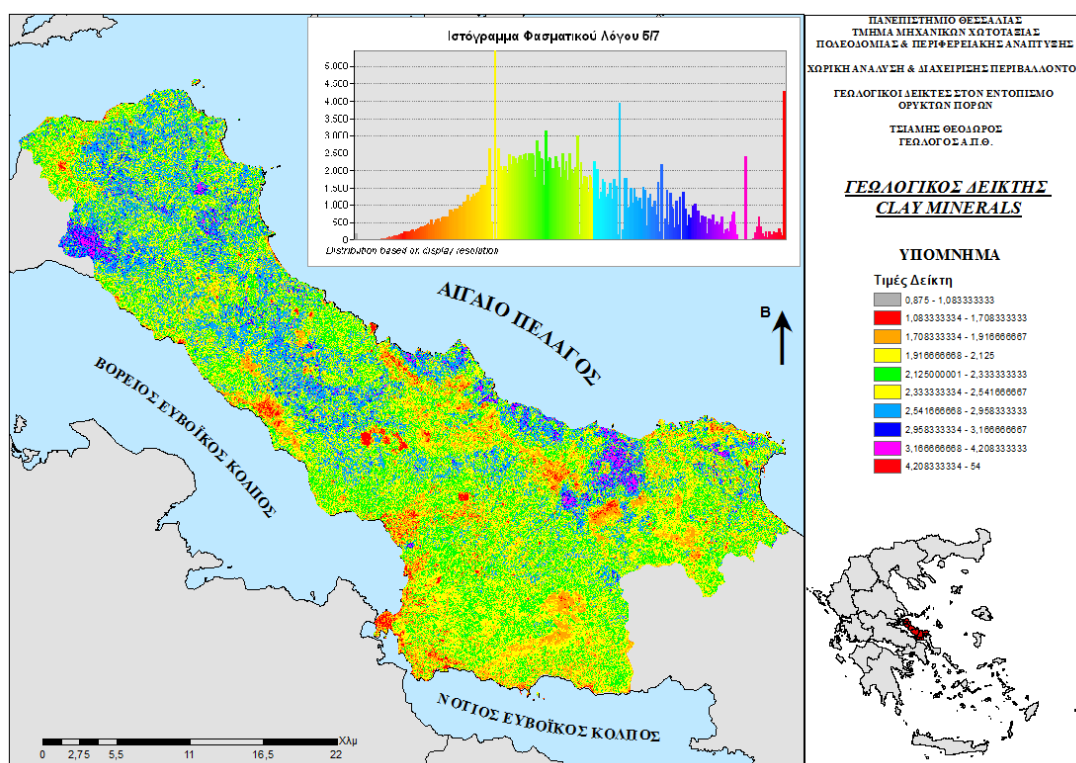 Ιστόγραμμα Φασματικού Λόγου 5/7
5.000
4.500
4.000
3.500
3.000
2.500
2.000
1.500
1.000
500
0
Distribution based on display resolution
ΑΙΓΑΙΟ ΠΕΛΑΓΟΣ
Β
ΒΟΡΕΙΟΣ ΕΥΒΟΪΚΟΣ ΚΟΛΠΟΣ
ΝΟΤΙΟΣ ΕΥΒΟΪΚΟΣ ΚΟΛΠΟΣ
Χλμ
0 2,75 5,5 11 16,5 22
ΠΑΝΕΠΙΣΤΗΜΙΟ ΘΕΣΣΑΛΙΑΣ
ΤΜΗΜΑ ΜΗΧΑΝΙΚΩΝ ΧΩΤΟΤΑΞΙΑΣ
ΠΟΛΕΟΔΟΜΙΑΣ & ΠΕΡΙΦΕΡΕΙΑΚΗΣ ΑΝΑΠΤΥΞΗΣ
ΧΩΡΙΚΗ ΑΝΑΛΥΣΗ & ΔΙΑΧΕΙΡΙΣΗΣ ΠΕΡΙΒΑΛΛΟΝΤΟ
ΓΕΩΛΟΓΙΚΟΙ ΔΕΙΚΤΕΣ ΣΤΟΝ ΕΝΤΟΠΙΣΜΟ
ΟΡΥΚΤΩΝ ΠΟΡΩΝ
ΤΣΙΑΜΗΣ ΘΕΟΔΩΡΟΣ
ΓΕΩΛΟΓΟΣ Α.Π.Θ.
ΓΕΩΛΟΓΙΚΟΣ ΔΕΙΚΤΗΣ
CLAY MINERALS
ΥΠΟΜΝΗΜΑ
Τιμές Δείκτη
0,875 - 1,083333333
1,083333334 - 1,708333333
1,708333334 - 1,916666667
1,916666668 - 2,125
2,125000001 - 2,333333333
2,333333334 - 2,541666667
2,541666668 - 2,958333333
2,958333334 - 3,166666667
3,166666668 - 4,208333333
4,208333334 - 54